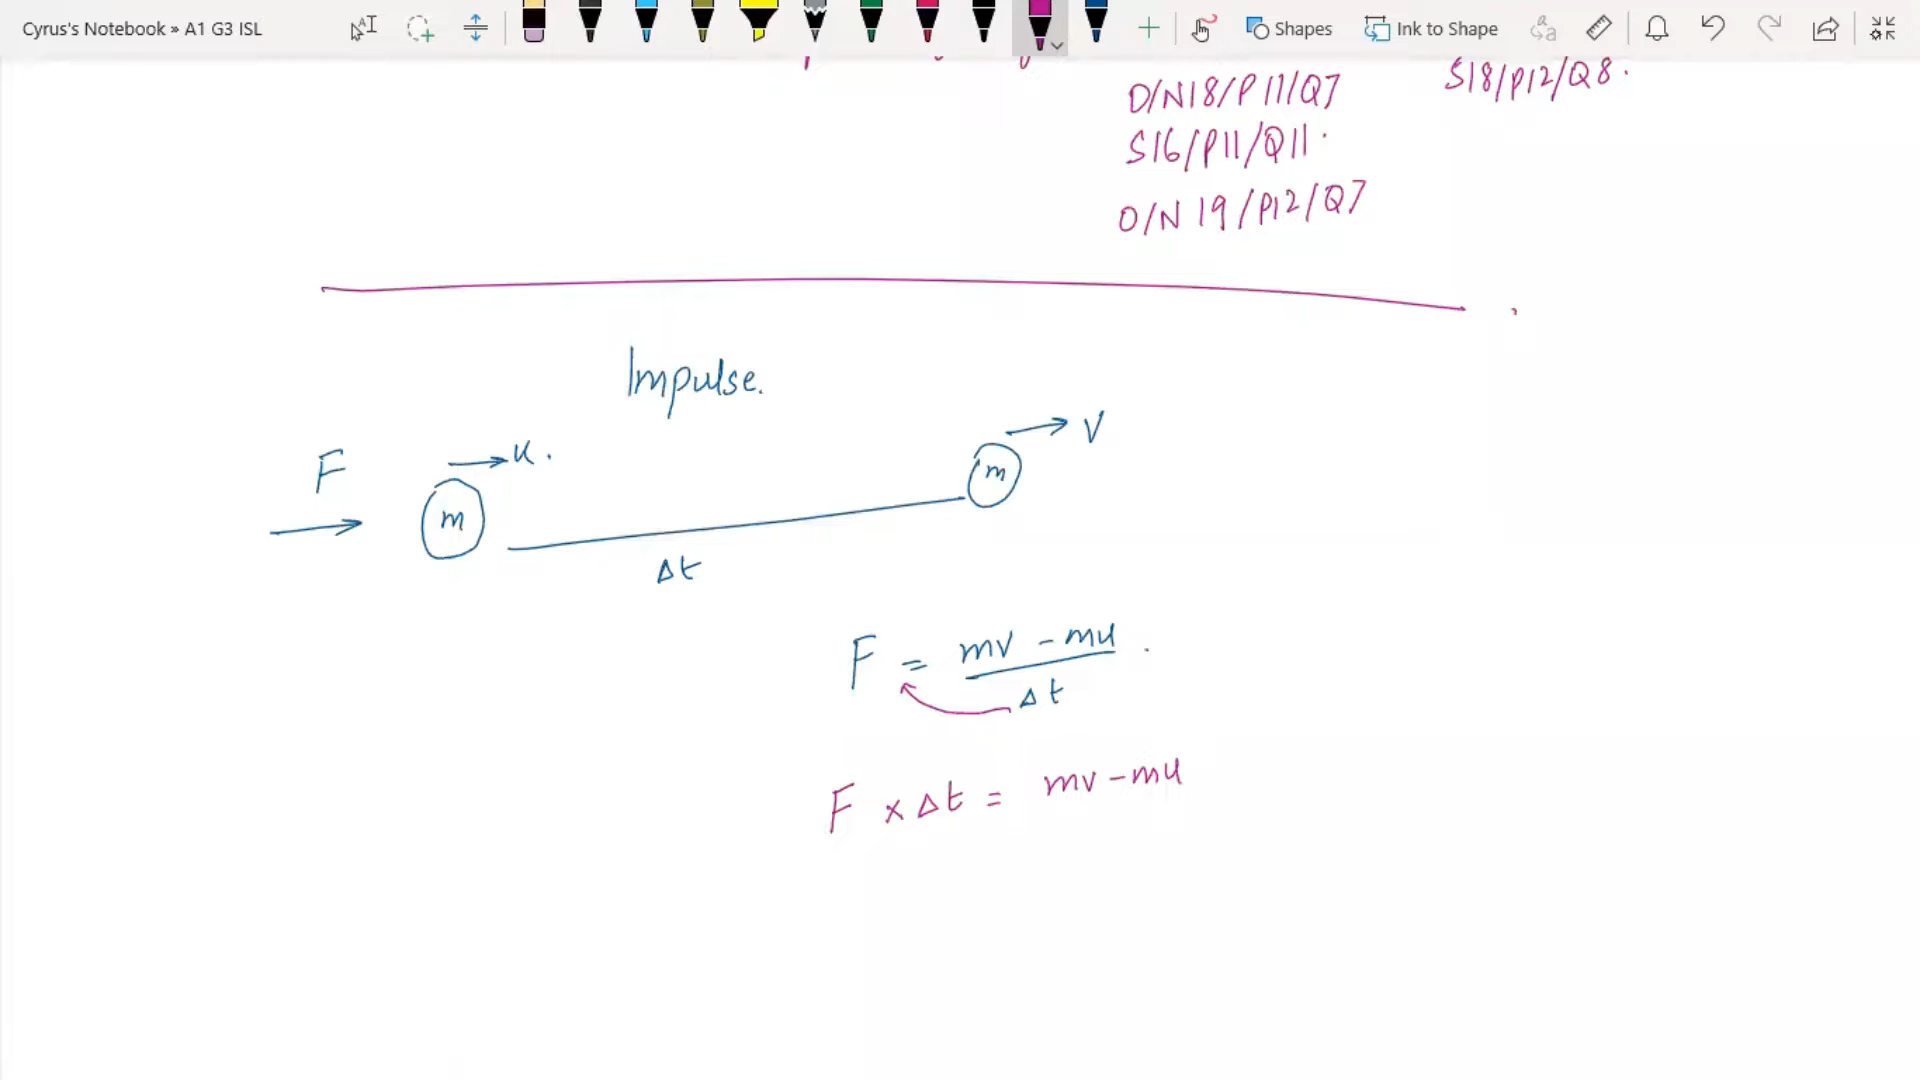 Cyrus's Notebook » A1 G3 ISL
Shapes
Ink to Shape
O/N18/P11/Q7
S18/P12/Q8.
S16/P11/Q11.
O/N 19/P12/Q7
Impulse.
F
u.
m
Δt
m
V
F = mv - mu / Δt
F × Δt = mv - mu